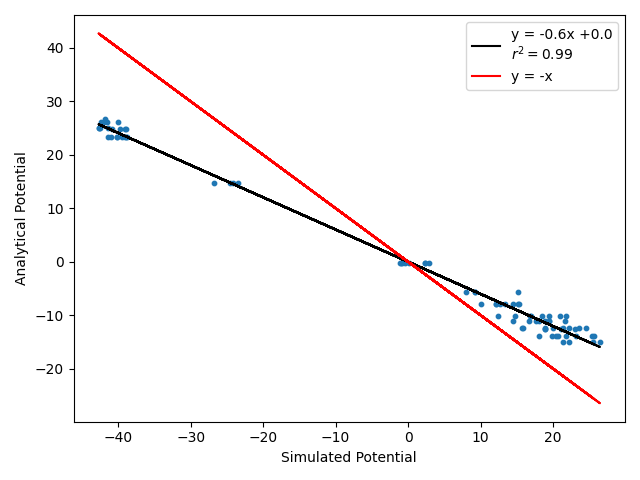 y = -0.6x +0.0
r² = 0.99
y = -x
40
30
20
10
0
−10
−20
Analytical Potential
−40
−30
−20
−10
0
10
20
Simulated Potential